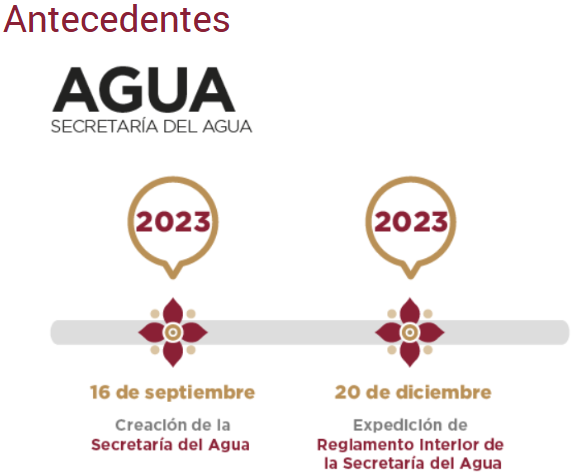 Antecedentes
AGUA
SECRETARÍA DEL AGUA
2023
2023
16 de septiembre
20 de diciembre
Creación de la
Secretaría del Agua
Expedición de
Reglamento Interior de
la Secretaría del Agua